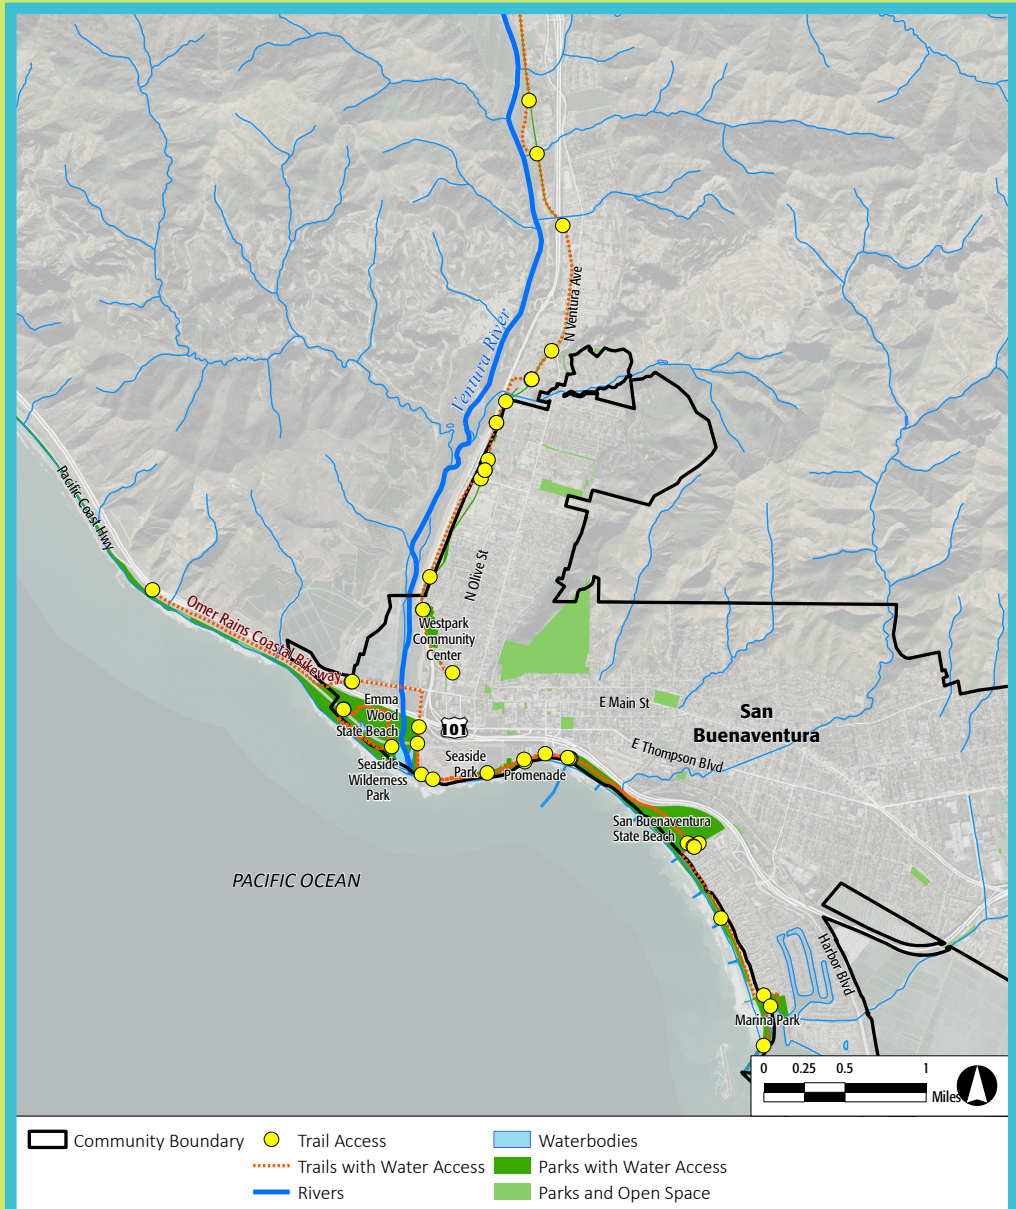 N Ventura Ave
Ventura River
Pacific Coast Hwy
N Olive St
Omer Rains Coastal Bikeway
Westpark
Community
Center
Emma
Wood
State Beach
101
E Main St
San
Buenaventura
E Thompson Blvd
Seaside
Wilderness
Park
Seaside
Park
Promenade
San Buenaventura
State Beach
PACIFIC OCEAN
Harbor Blvd
Marina Park
0 0.25 0.5 1
Miles
Community Boundary
Trail Access
Trails with Water Access
Rivers
Waterbodies
Parks with Water Access
Parks and Open Space